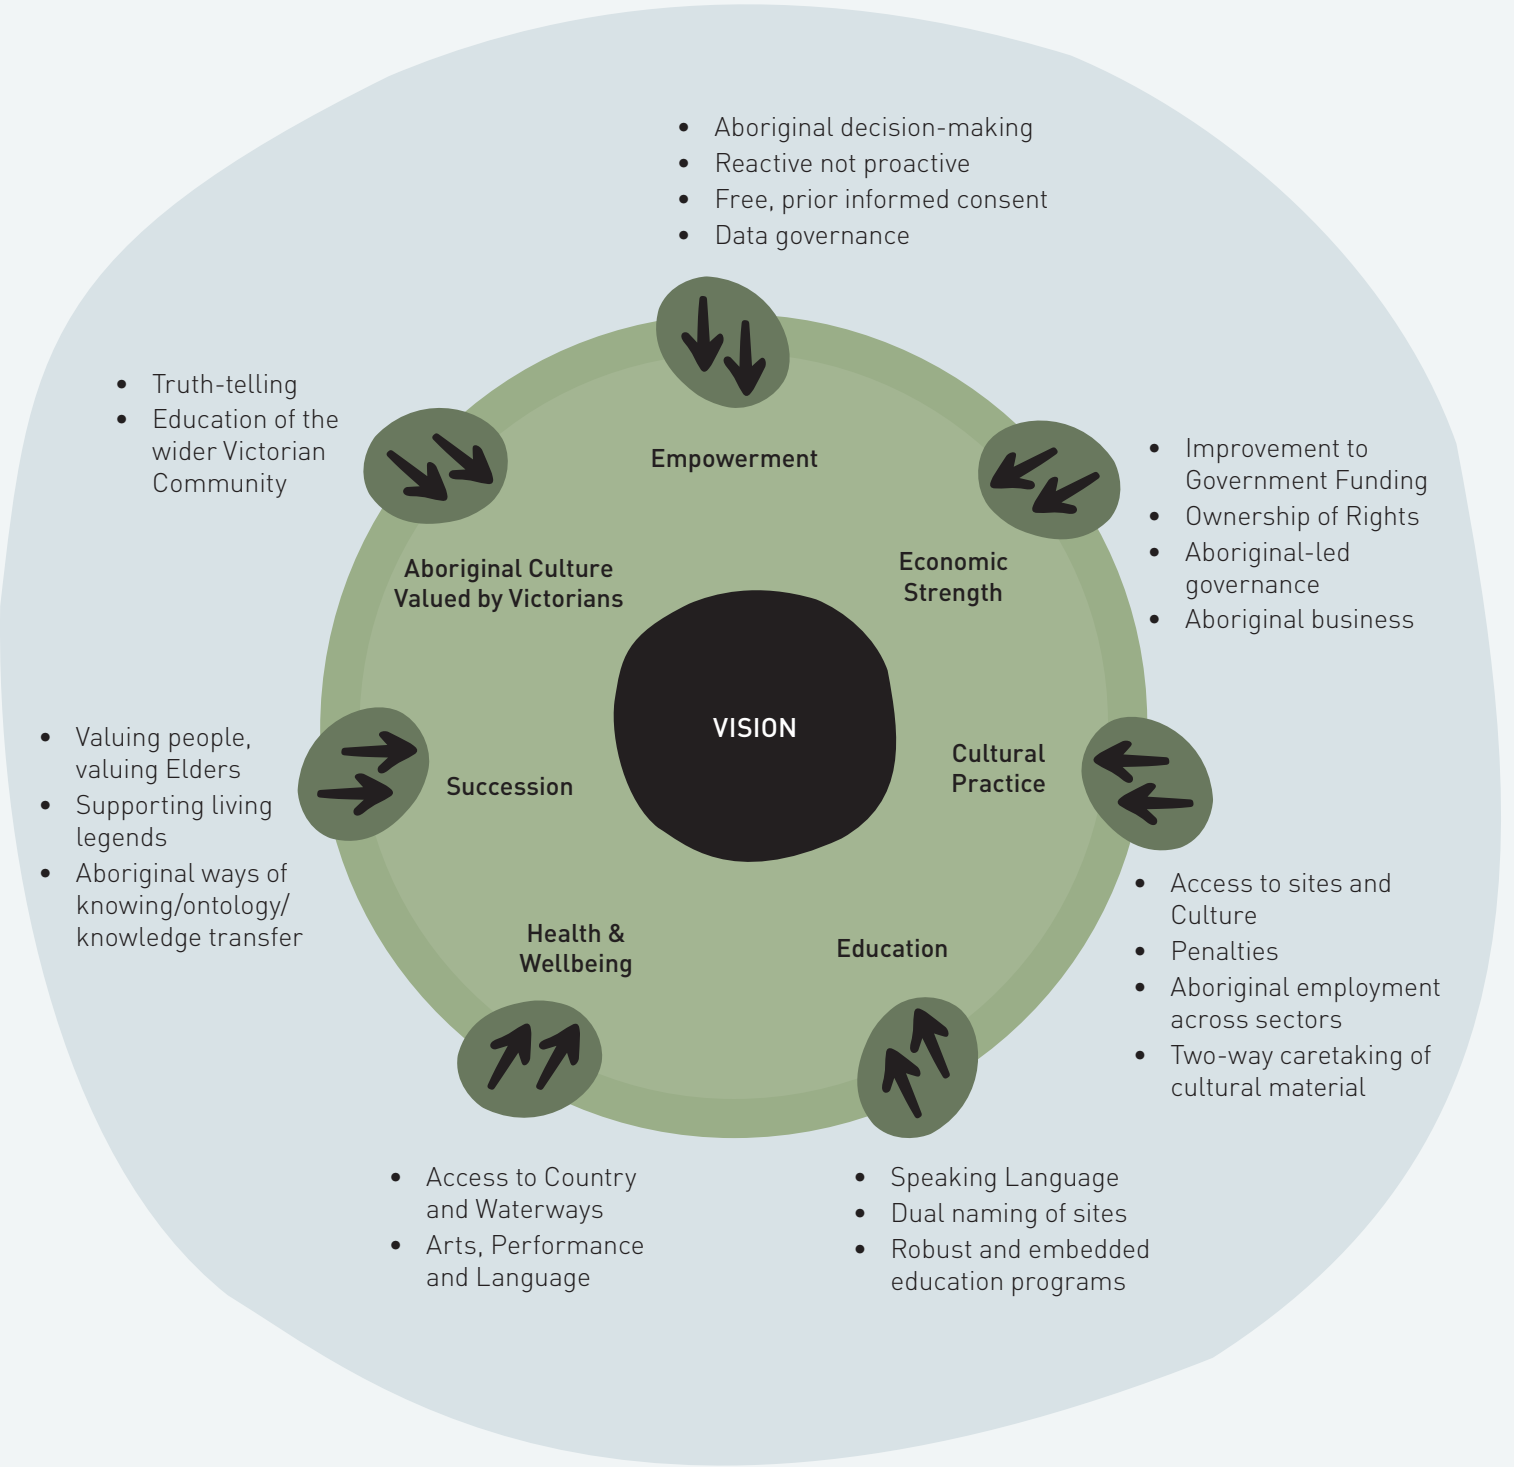 • Aboriginal decision-making
• Reactive not proactive
• Free, prior informed consent
• Data governance
• Truth-telling
• Education of the
wider Victorian
Community
Empowerment
• Improvement to
Government Funding
• Ownership of Rights
• Aboriginal-led
governance
• Aboriginal business
Aboriginal Culture
Valued by Victorians
Economic
Strength
VISION
• Valuing people,
valuing Elders
• Supporting living
legends
• Aboriginal ways of
knowing/ontology/
knowledge transfer
Succession
Cultural
Practice
• Access to sites and
Culture
• Penalties
• Aboriginal employment
across sectors
• Two-way caretaking of
cultural material
Health &
Wellbeing
Education
• Access to Country
and Waterways
• Arts, Performance
and Language
• Speaking Language
• Dual naming of sites
• Robust and embedded
education programs